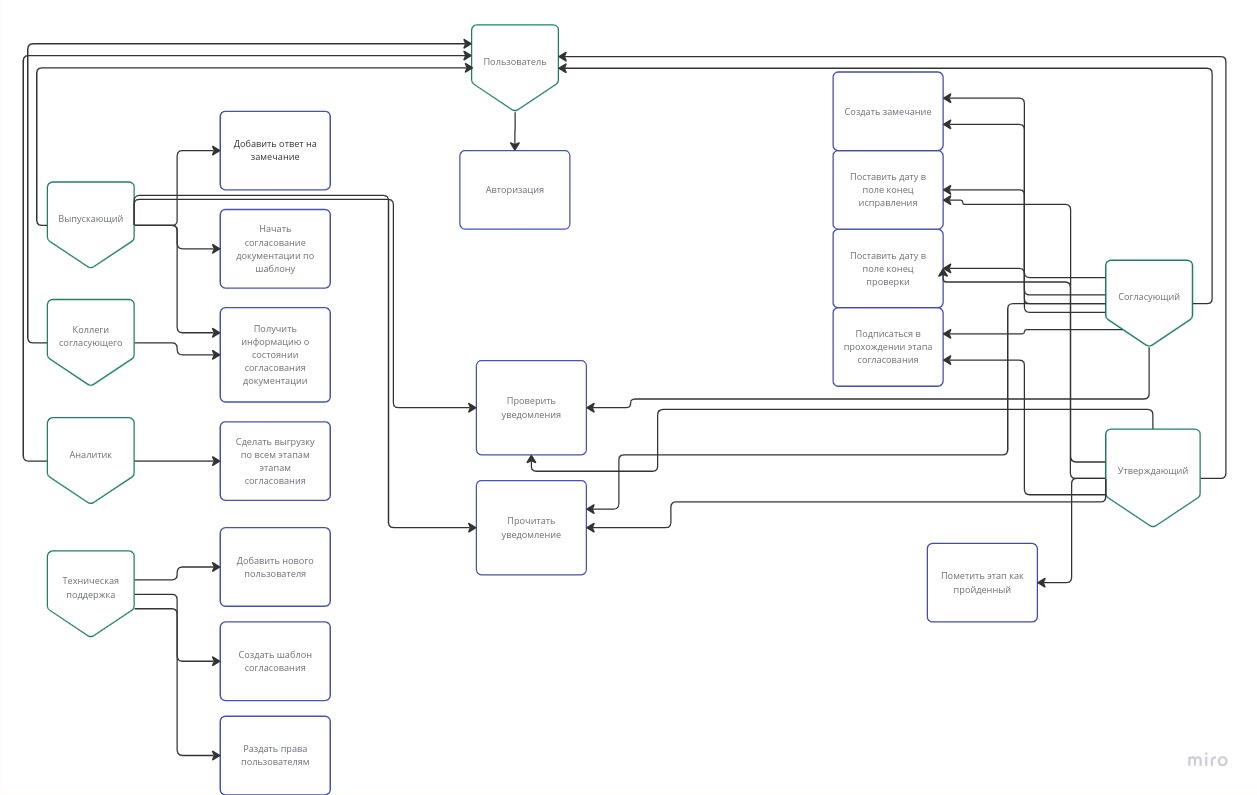 Пользователь
Авторизация
Выпускающий
Добавить ответ на
замечание
Начать
согласование
документации по
шаблону
Коллеги
согласующего
Получить
информацию о
состоянии
согласования
документации
Аналитик
Сделать выгрузку
по всем этапам
этапам
согласования
Техническая
поддержка
Добавить нового
пользователя
Создать шаблон
согласования
Раздать права
пользователям
Проверить
уведомления
Прочитать
уведомление
Создать замечание
Поставить дату в
поле конец
исправления
Поставить дату в
поле конец
проверки
Подписаться в
прохождении этапа
согласования
Согласующий
Утверждающий
Пометить этап как
пройденный
miro